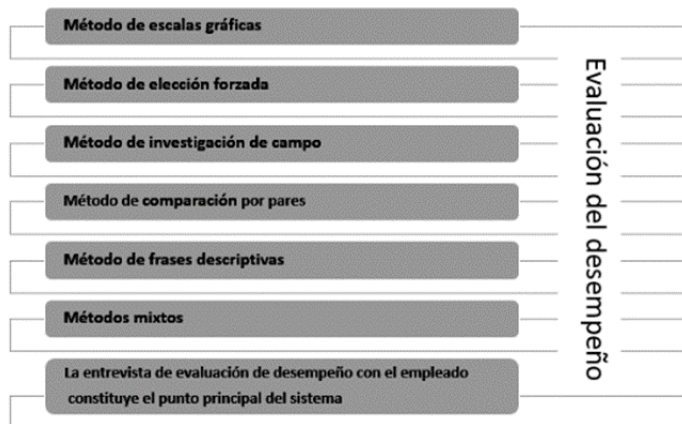 Método de escalas gráficas
Método de elección forzada
Método de investigación de campo
Método de comparación por pares
Método de frases descriptivas
Métodos mixtos
La entrevista de evaluación de desempeño con el empleado
constituye el punto principal del sistema
Evaluación del desempeño